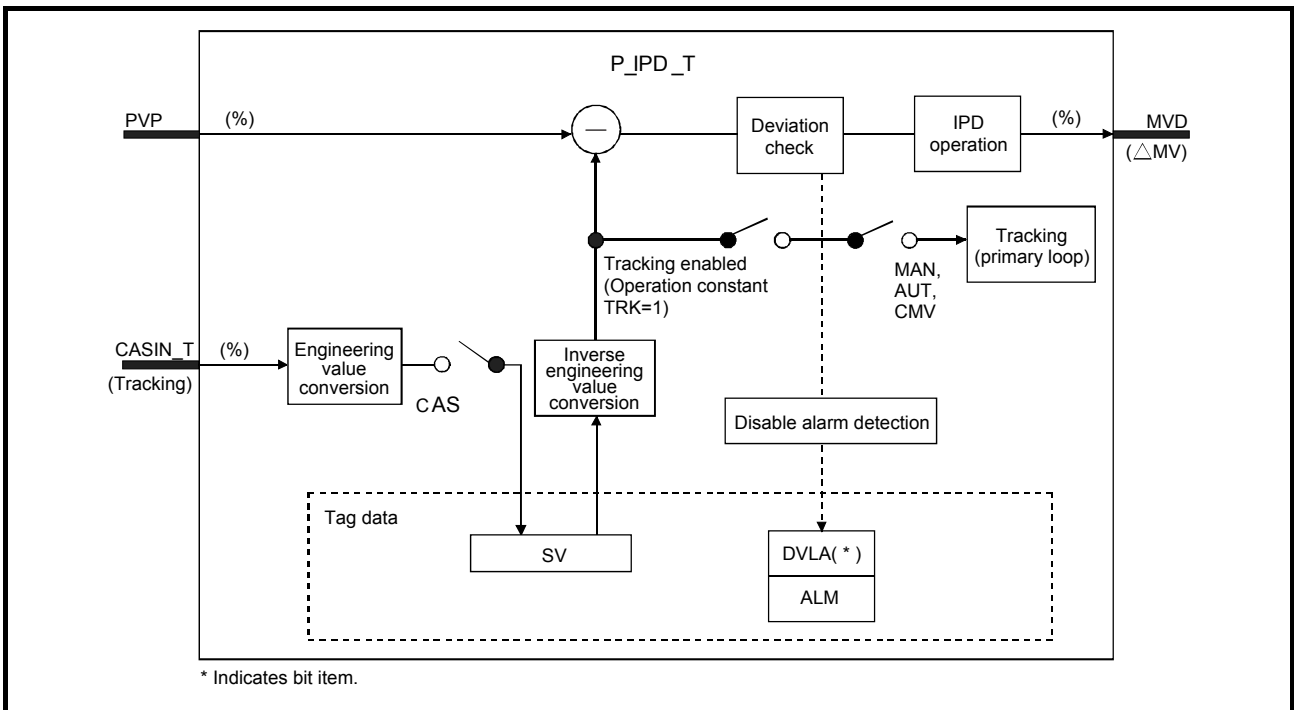 P_IPD_T
PVP
(%)
—
Deviation
check
IPD
operation
(%)
MVD
(△MV)
Tracking enabled
(Operation constant
TRK=1)
MAN,
AUT,
CMV
Tracking
(primary loop)
CASIN_T
(%)
(Tracking)
Engineering
value
conversion
CAS
Inverse
engineering
value
conversion
Disable alarm detection
Tag data
SV
DVLA( * )
ALM
* Indicates bit item.